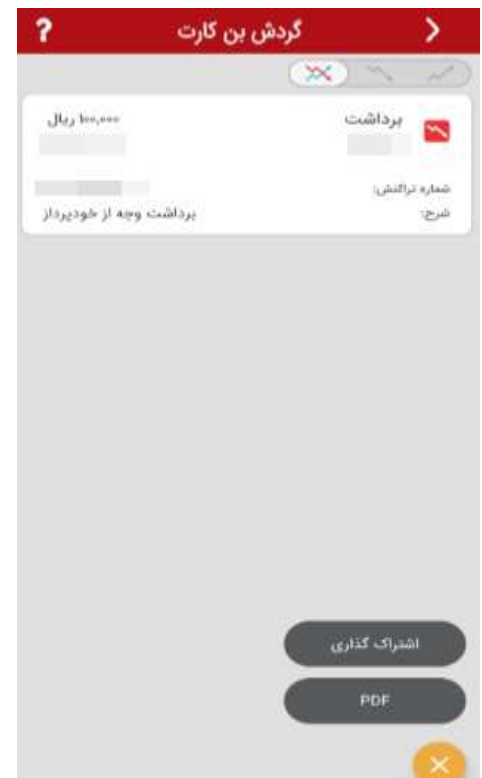 گردش بن کارت ?
برداشت ۱۰۰,۰۰۰ ریال
شماره تراکنش:
شرح: برداشت وجه از خودپرداز
اشتراک گذاری
PDF